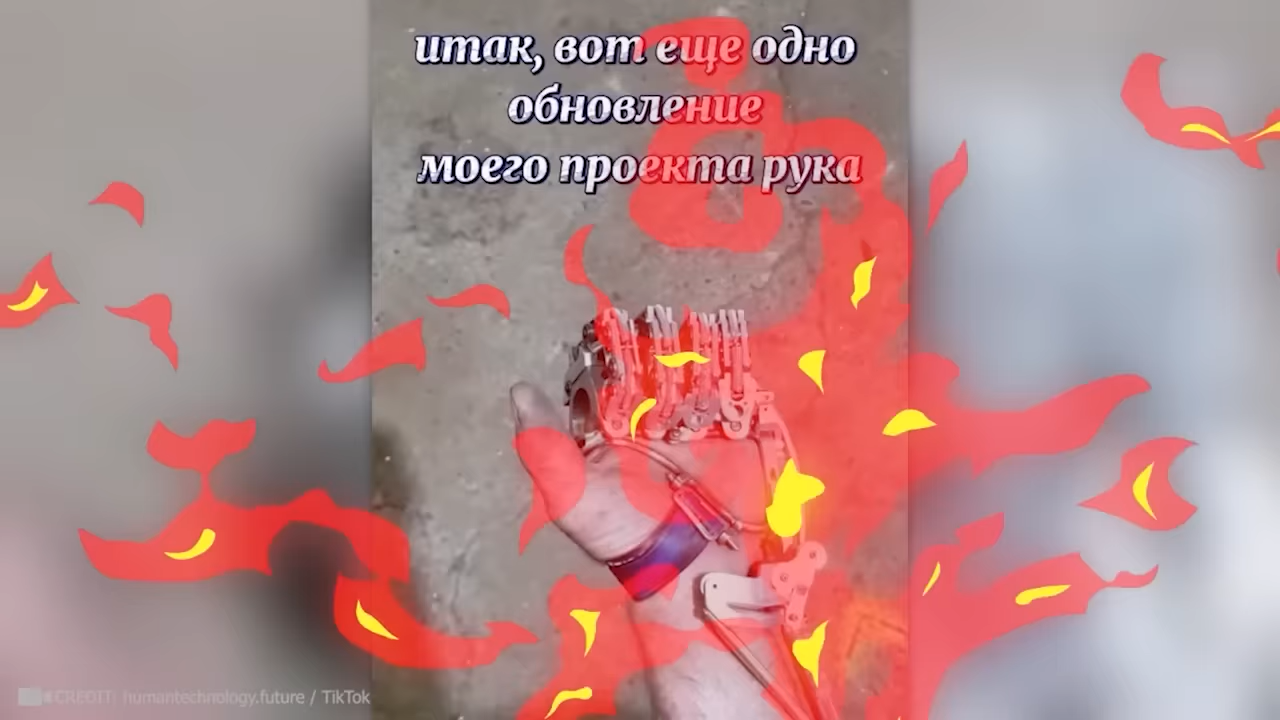 итак, вот еще одно
обновление
моего проекта рука
CREDIT: humantechnology.future / TikTok